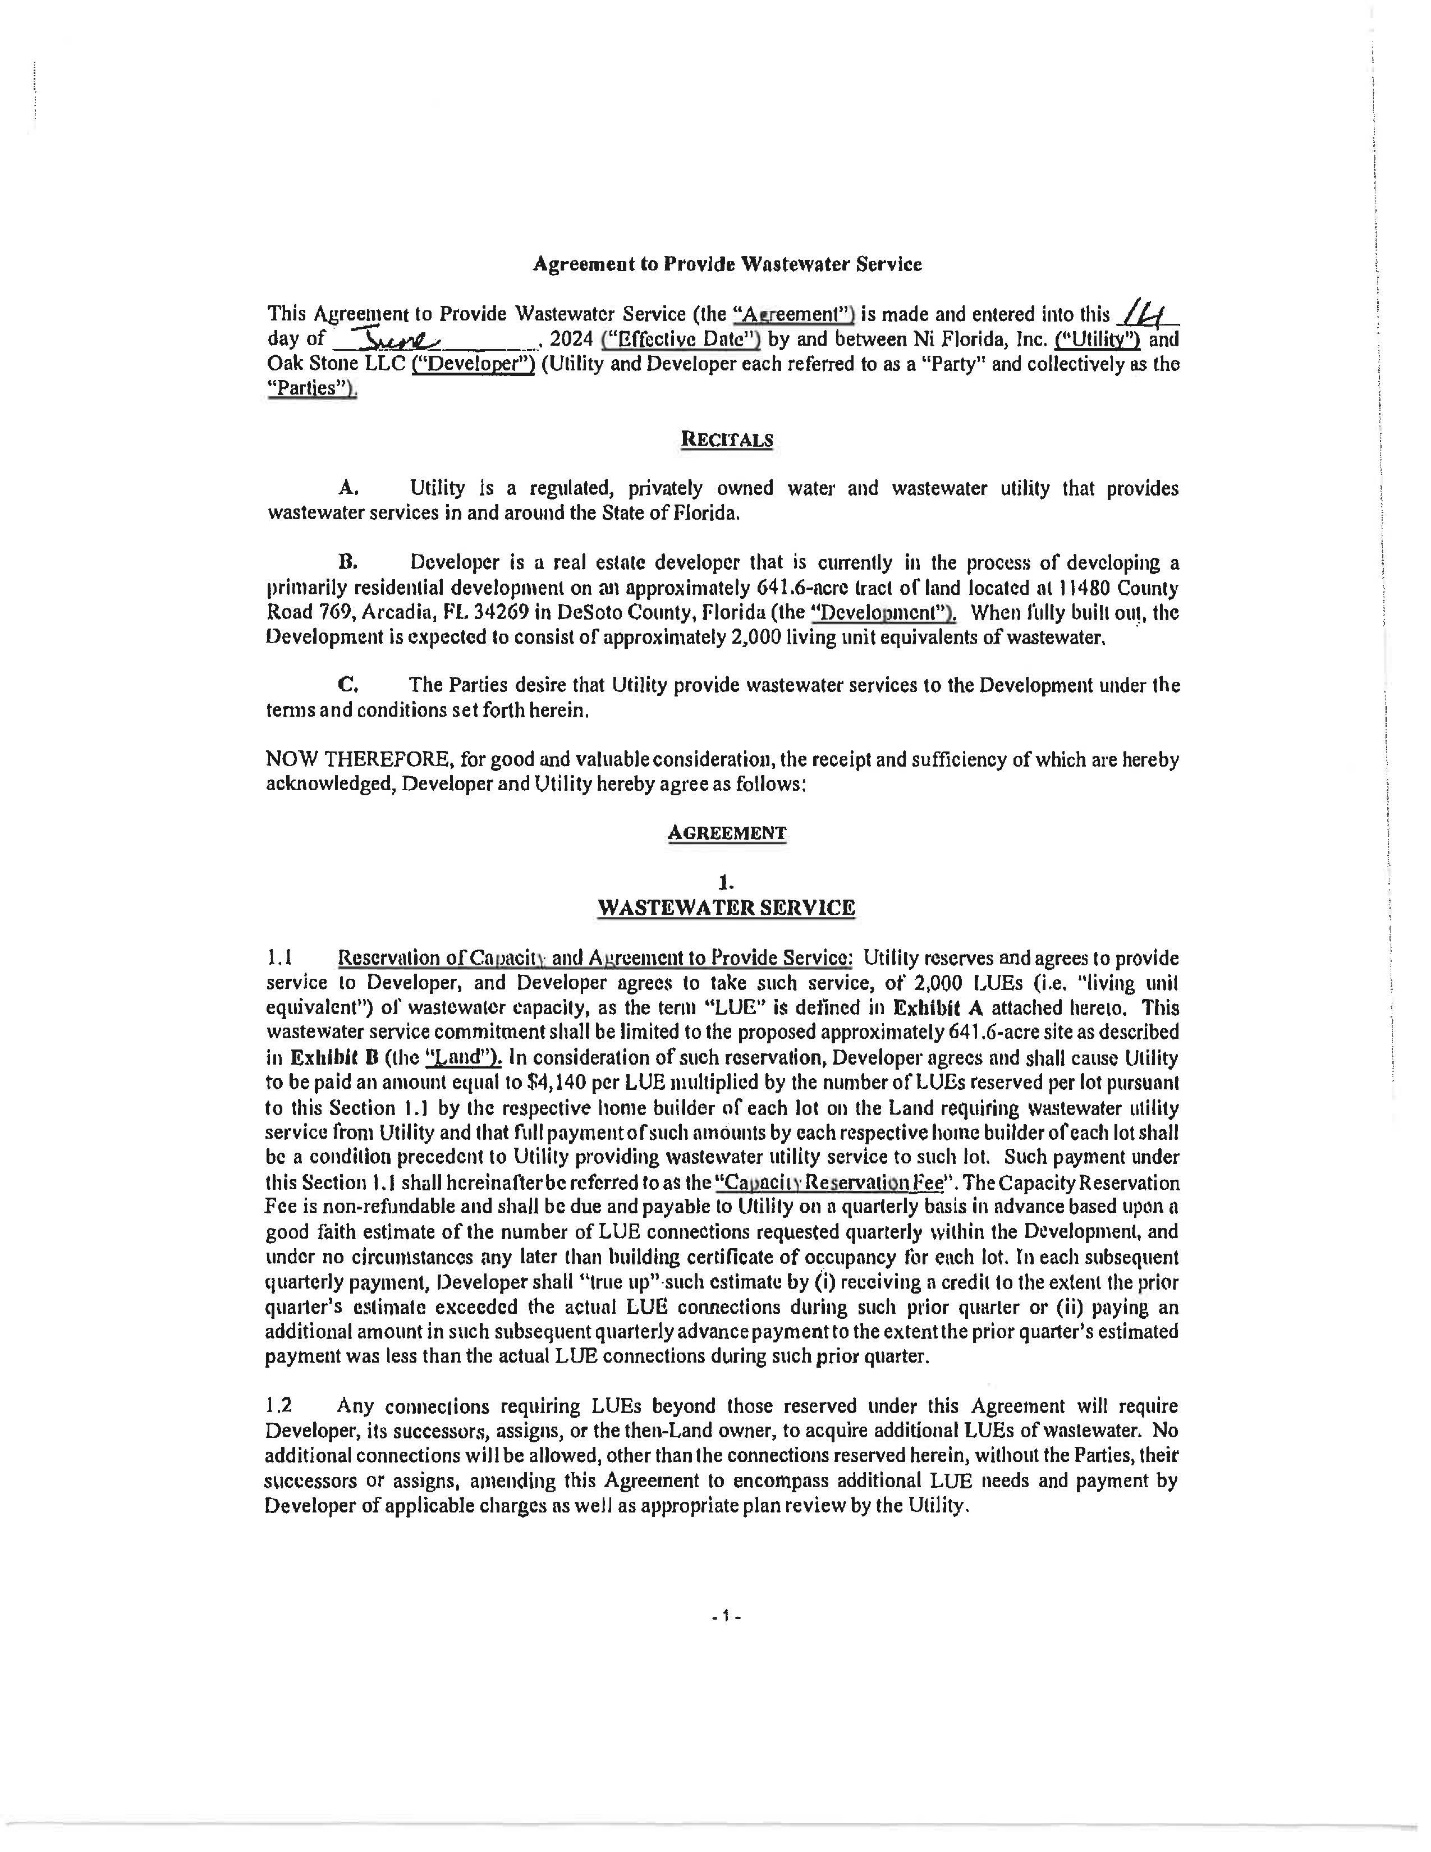 Agreement to Provide Wastewater Service
This Agreement to Provide Wastewater Service (the “Agreement”) is made and entered into this 14
day of June, 2024 (“Effective Date”) by and between Ni Florida, Inc. (“Utility”) and
Oak Stone LLC (“Developer”) (Utility and Developer each referred to as a “Party” and collectively as the
“Parties”).
RECITALS
A. Utility is a regulated, privately owned water and wastewater utility that provides
wastewater services in and around the State of Florida.
B. Developer is a real estate developer that is currently in the process of developing a
primarily residential development on an approximately 641.6-acre tract of land located at 11480 County
Road 769, Arcadia, FL 34269 in DeSoto County, Florida (the “Development”). When fully built out, the
Development is expected to consist of approximately 2,000 living unit equivalents of wastewater.
C. The Parties desire that Utility provide wastewater services to the Development under the
terms and conditions set forth herein.
NOW THEREFORE, for good and valuable consideration, the receipt and sufficiency of which are hereby
acknowledged, Developer and Utility hereby agree as follows:
AGREEMENT
1.
WASTEWATER SERVICE
1.1 Reservation of Capacity and Agreement to Provide Service: Utility reserves and agrees to provide
service to Developer, and Developer agrees to take such service, of 2,000 LUEs (i.e. “living unit
equivalent”) of wastewater capacity, as the term “LUE” is defined in Exhibit A attached hereto. This
wastewater service commitment shall be limited to the proposed approximately 641.6-acre site as described
in Exhibit B (the “Land”). In consideration of such reservation, Developer agrees and shall cause Utility
to be paid an amount equal to $4,140 per LUE multiplied by the number of LUEs reserved per lot pursuant
to this Section 1.1 by the respective home builder of each lot on the Land requiring wastewater utility
service from Utility and that full payment of such amounts by each respective home builder of each lot shall
be a condition precedent to Utility providing wastewater utility service to such lot. Such payment under
this Section 1.1 shall hereinafter be referred to as the “Capacity Reservation Fee”. The Capacity Reservation
Fee is non-refundable and shall be due and payable to Utility on a quarterly basis in advance based upon a
good faith estimate of the number of LUE connections requested quarterly within the Development, and
under no circumstances any later than building certificate of occupancy for each lot. In each subsequent
quarterly payment, Developer shall “true up” such estimate by (i) receiving a credit to the extent the prior
quarter’s estimate exceeded the actual LUE connections during such prior quarter or (ii) paying an
additional amount in such subsequent quarterly advance payment to the extent the prior quarter’s estimated
payment was less than the actual LUE connections during such prior quarter.
1.2 Any connections requiring LUEs beyond those reserved under this Agreement will require
Developer, its successors, assigns, or the then-Land owner, to acquire additional LUEs of wastewater. No
additional connections will be allowed, other than the connections reserved herein, without the Parties, their
successors or assigns, amending this Agreement to encompass additional LUE needs and payment by
Developer of applicable charges as well as appropriate plan review by the Utility.
- 1 -